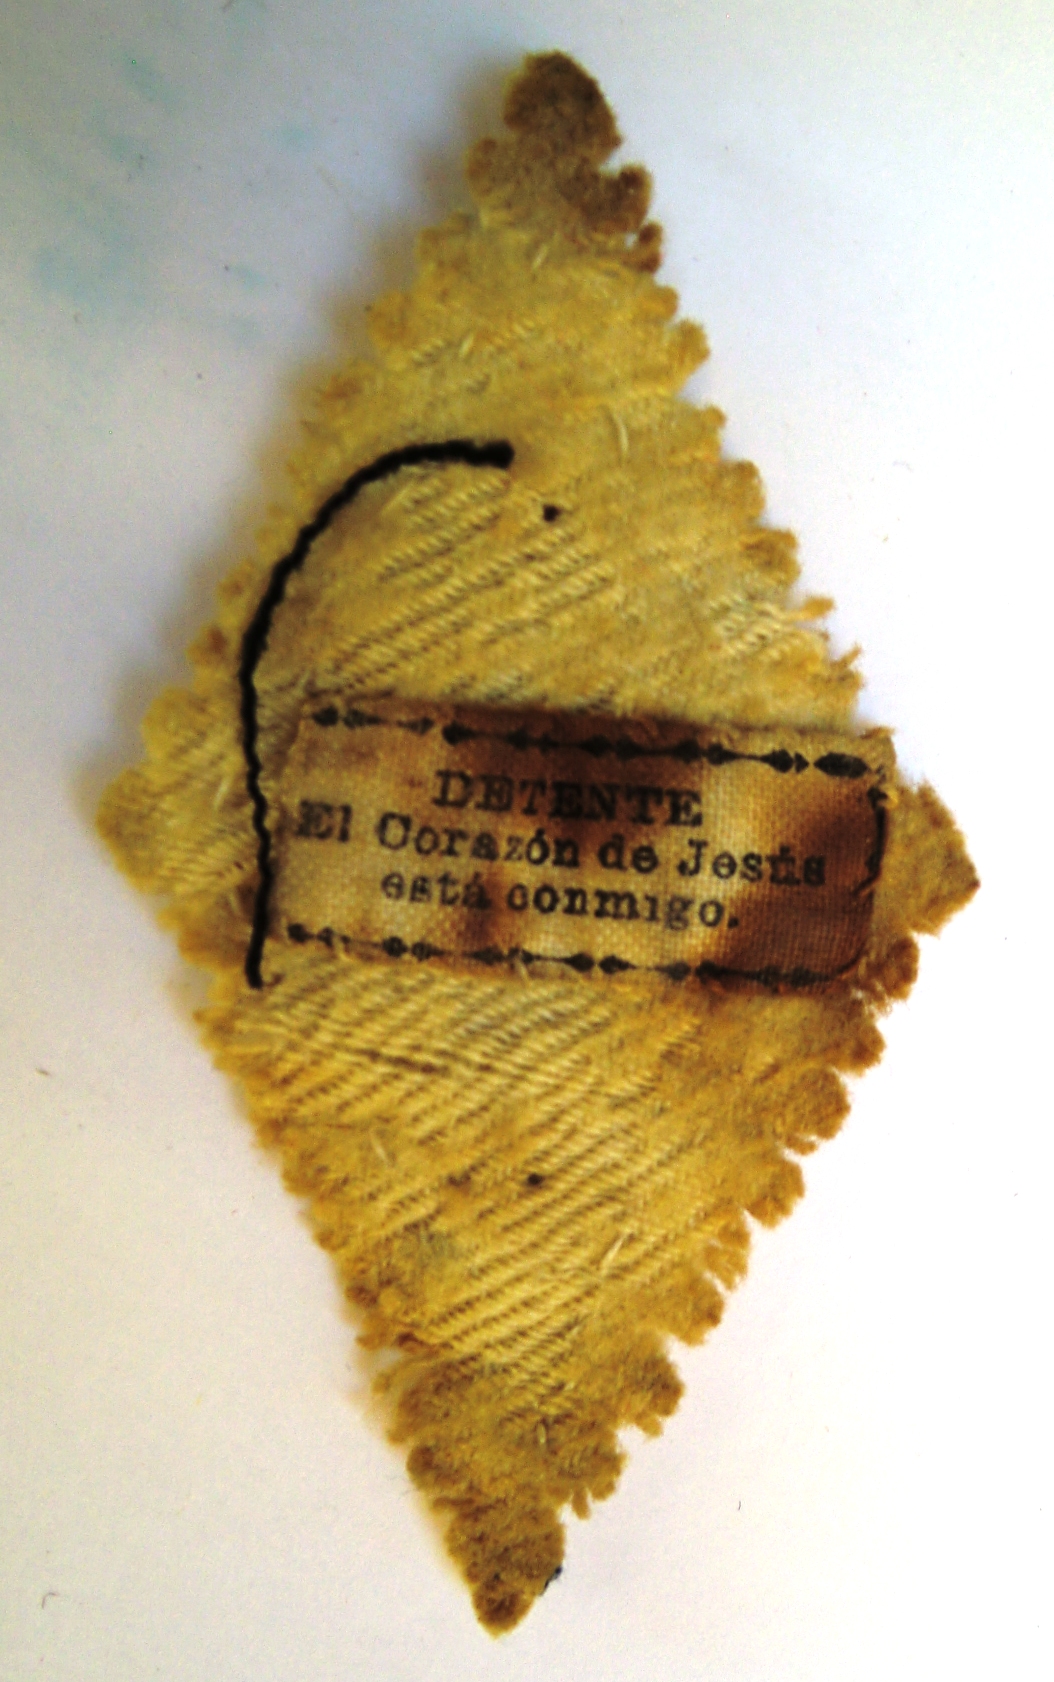 DETENTE
El Corazón de Jesús
está conmigo.